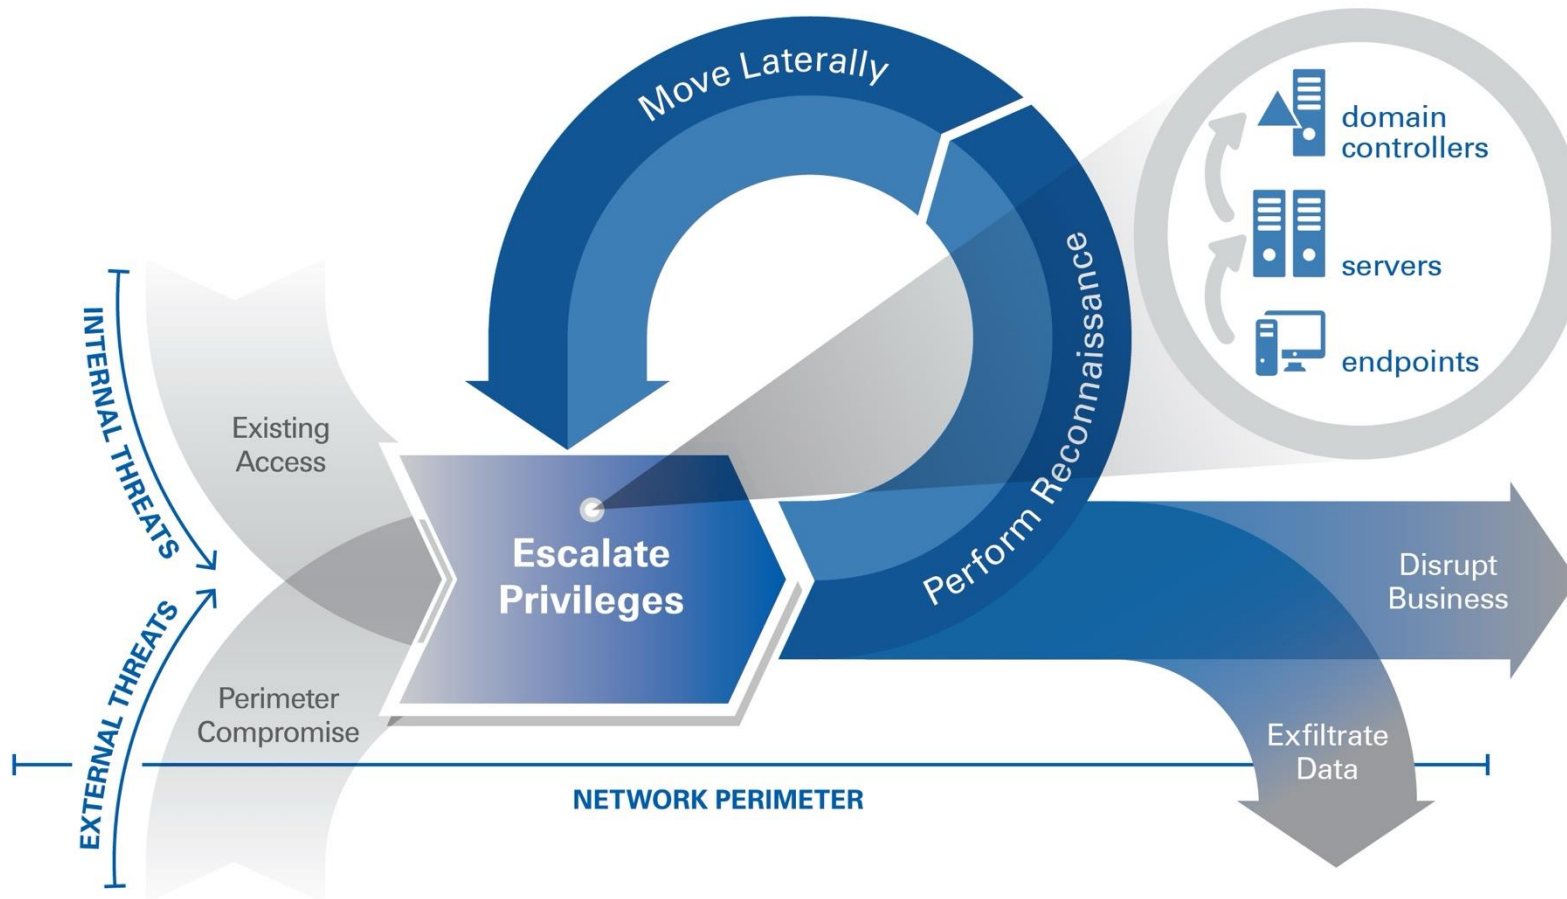 Move Laterally
Perform Reconnaissance
domain
controllers
servers
endpoints
INTERNAL THREATS
Existing
Access
Escalate
Privileges
Disrupt
Business
EXTERNAL THREATS
Perimeter
Compromise
Exfiltrate
Data
NETWORK PERIMETER